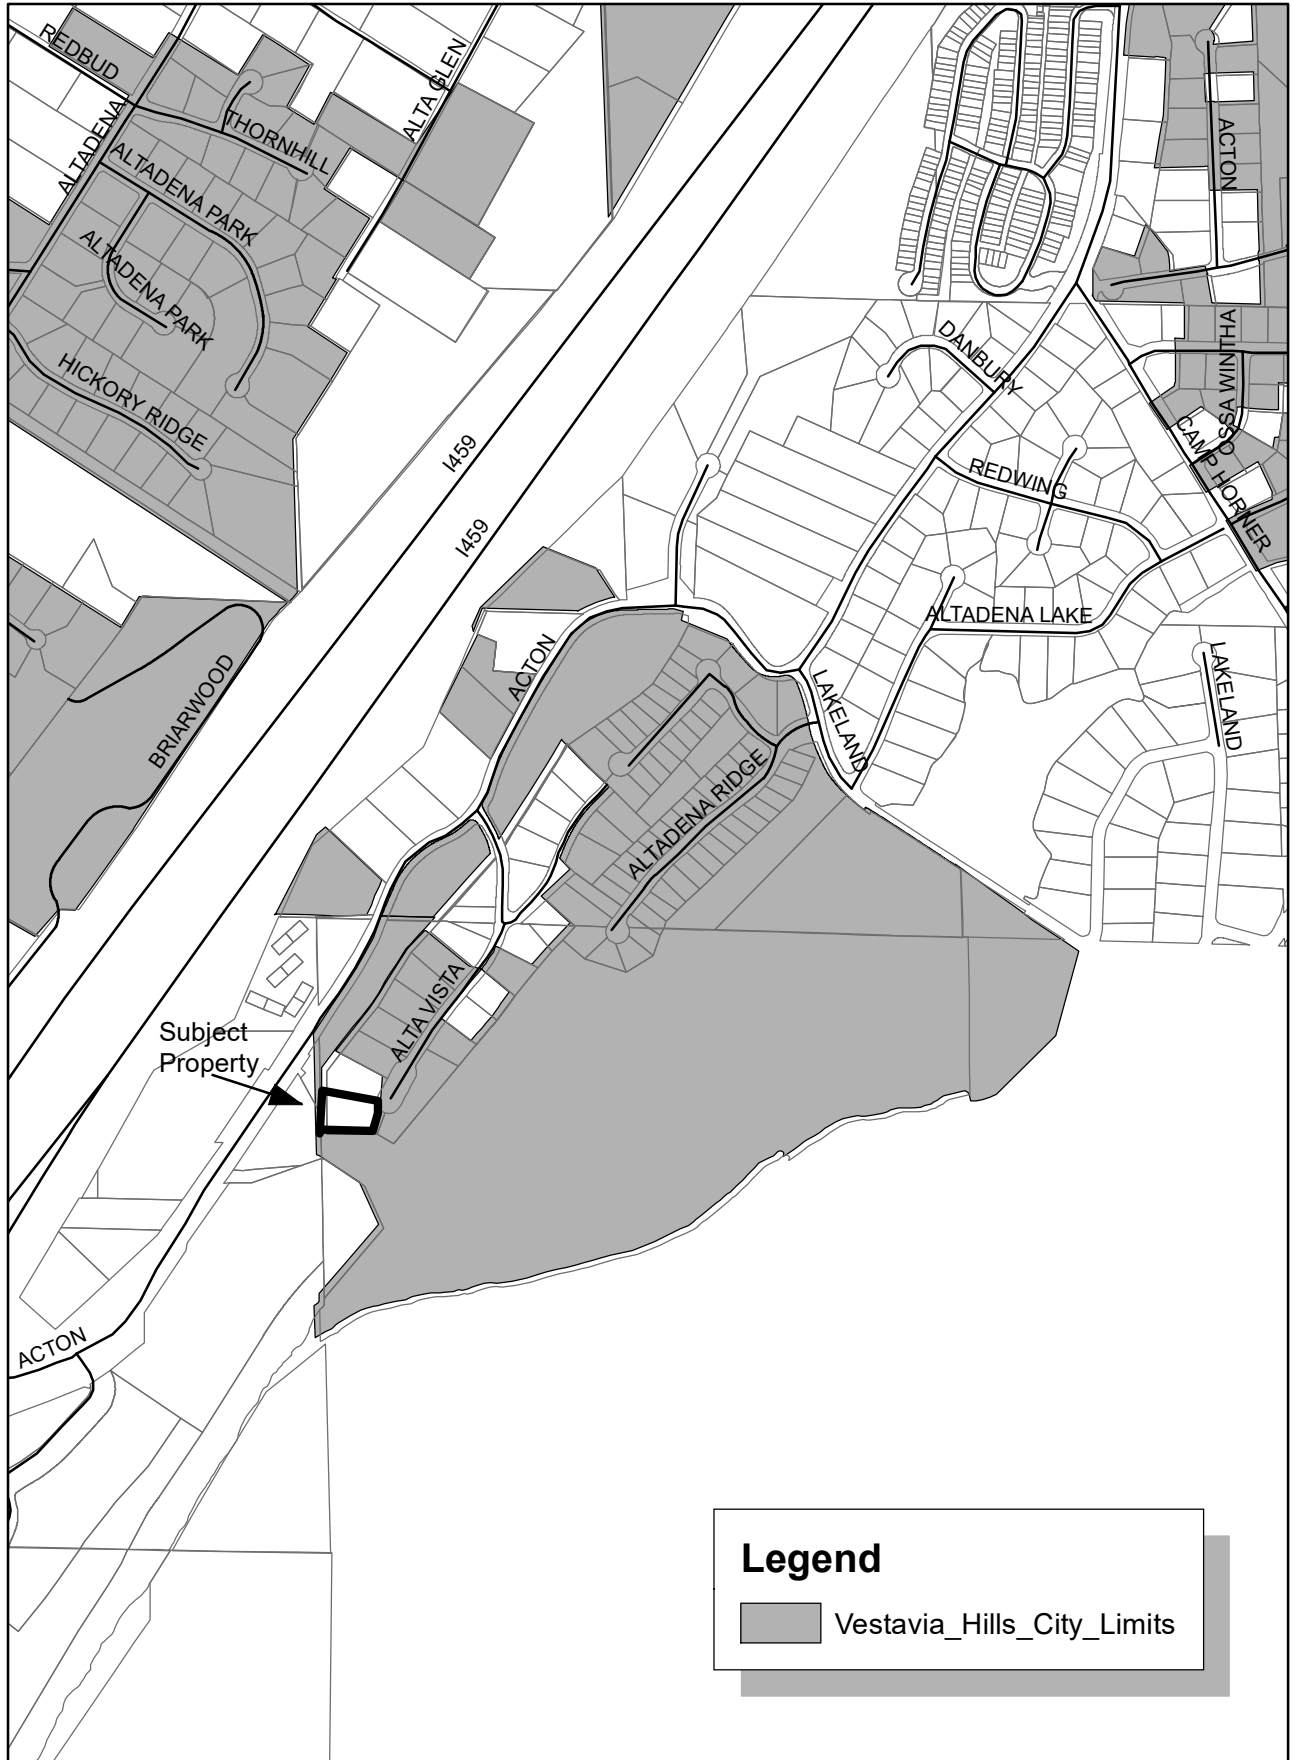 REDBUD
ALTADENA
THORNHILL
ALTA GLEN
ALTADENA PARK
ALTADENA PARK
HICKORY RIDGE
I459
I459
ACTON
DANBURY
OSSA WINTHA
CAMP HORNER
REDWING
ALTADENA LAKE
LAKELAND
LAKELAND
ACTON
BRIARWOOD
ALTADENA RIDGE
ALTA VISTA
Subject
Property
ACTON
Legend
Vestavia_Hills_City_Limits